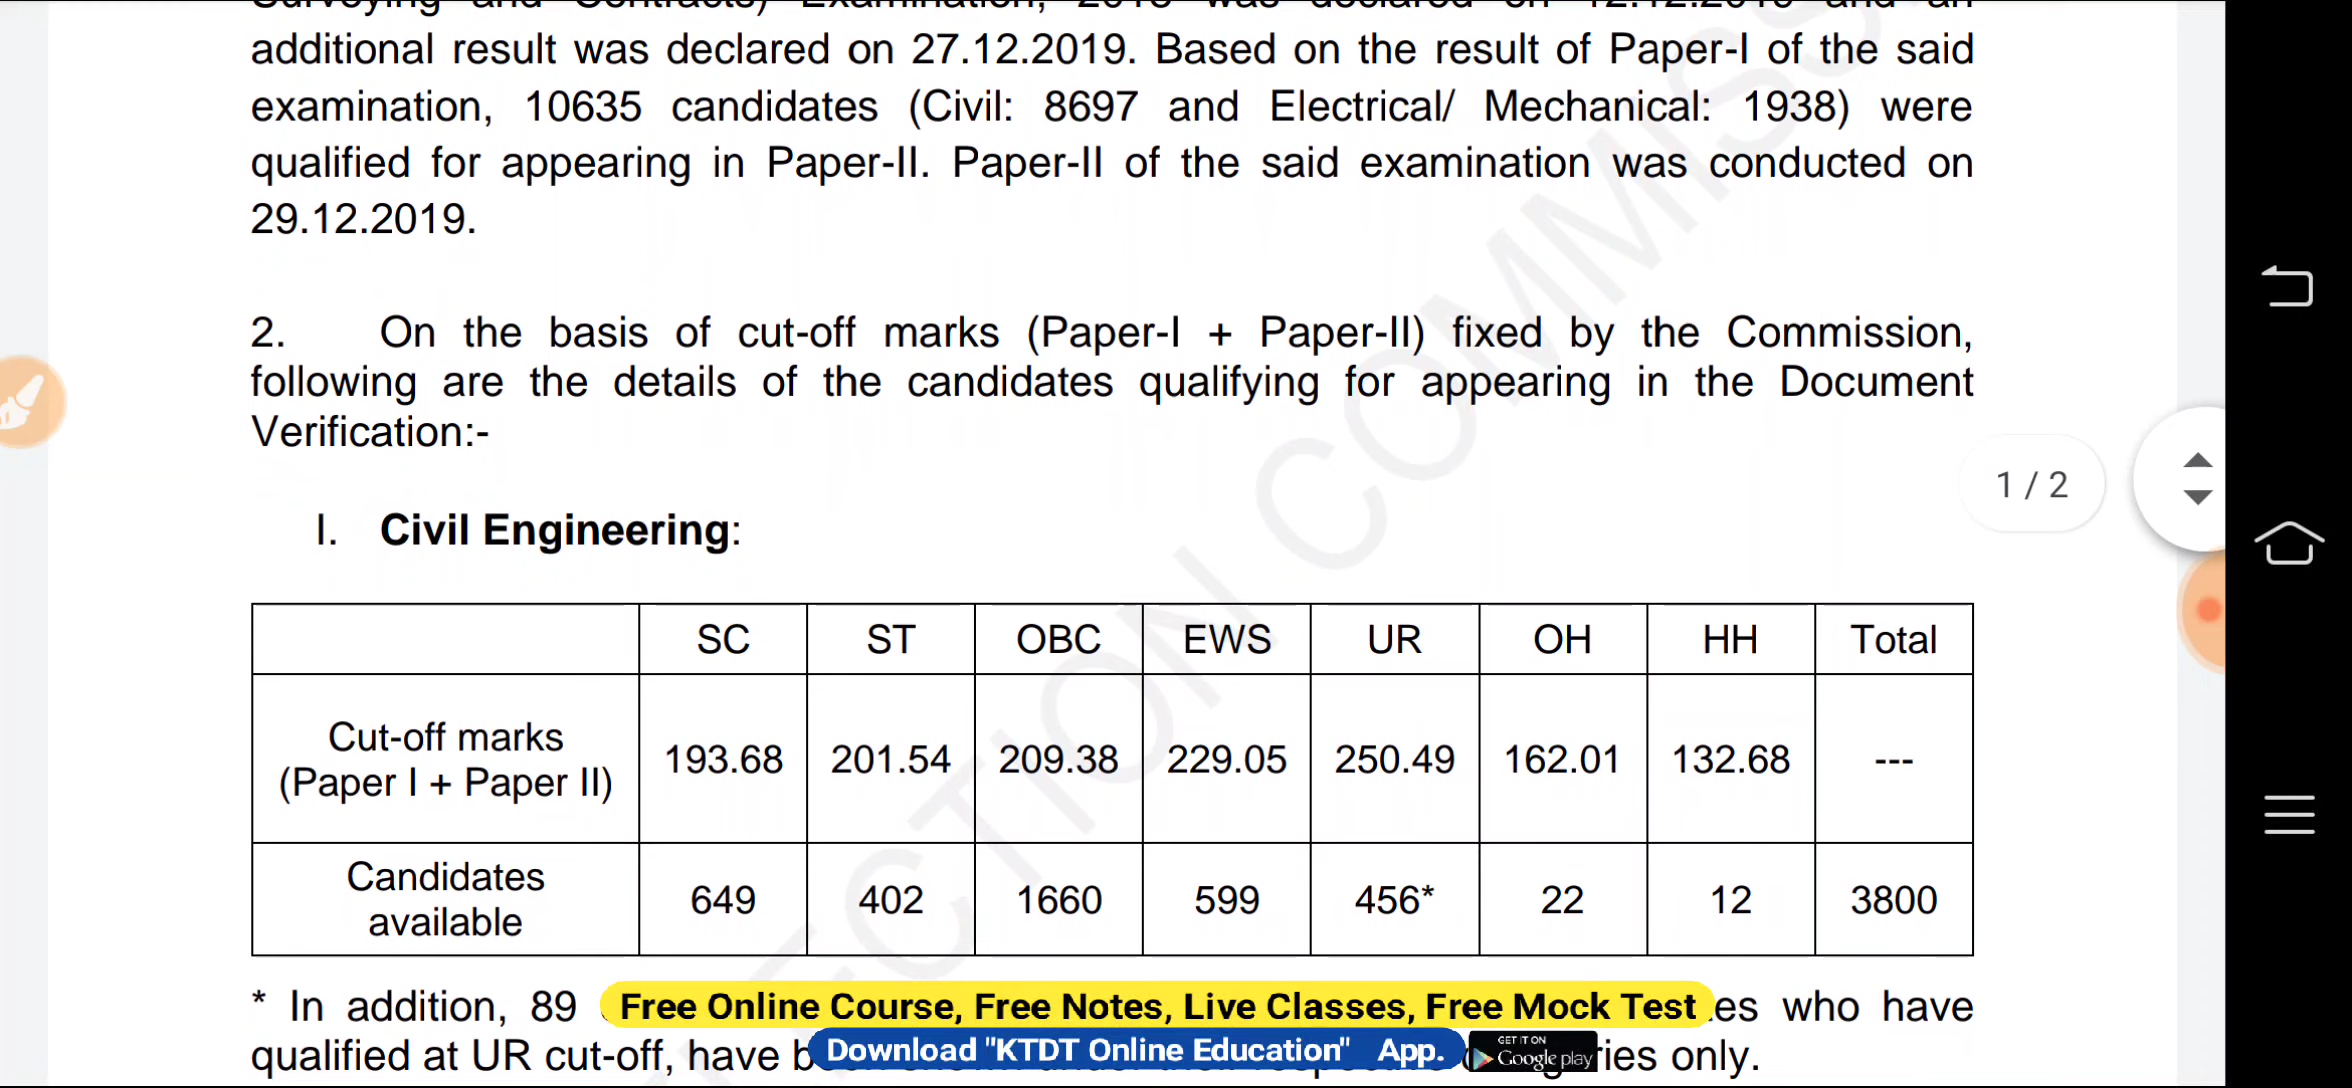 additional result was declared on 27.12.2019. Based on the result of Paper-I of the said
examination, 10635 candidates (Civil: 8697 and Electrical/ Mechanical: 1938) were
qualified for appearing in Paper-II. Paper-II of the said examination was conducted on
29.12.2019.
2. On the basis of cut-off marks (Paper-I + Paper-II) fixed by the Commission,
following are the details of the candidates qualifying for appearing in the Document
Verification:-
1 / 2
I. Civil Engineering:
SC ST OBC EWS UR OH HH Total
Cut-off marks
(Paper I + Paper II) 193.68 201.54 209.38 229.05 250.49 162.01 132.68 ---
Candidates
available 649 402 1660 599 456* 22 12 3800
* In addition, 89 who have
Free Online Course, Free Notes, Live Classes, Free Mock Test
qualified at UR cut-off, have only.
Download "KTDT Online Education" App.
GET IT ON
Google play